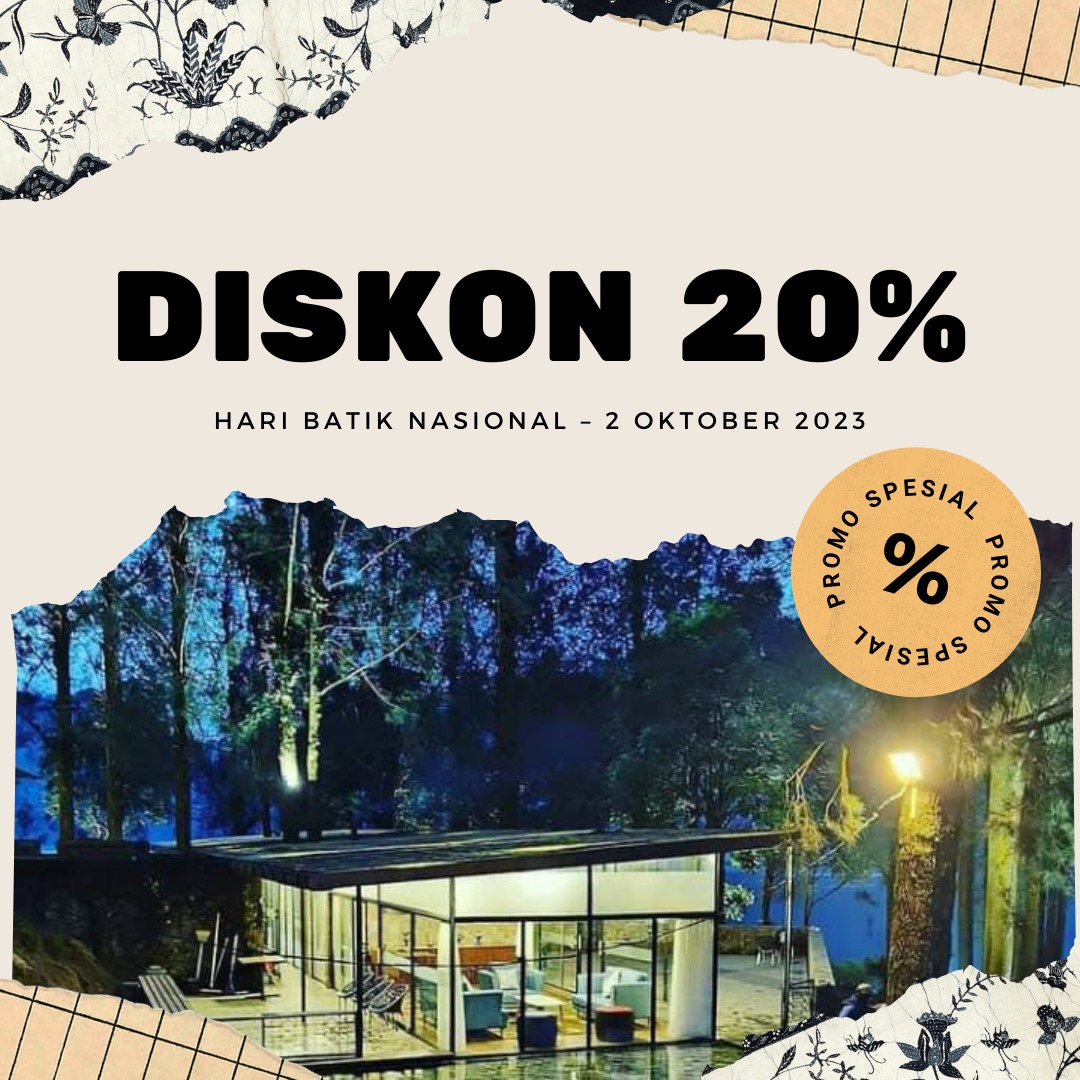 DISKON 20%
HARI BATIK NASIONAL – 2 OKTOBER 2023
PROMO SPESIAL PROMO SPESIAL
%